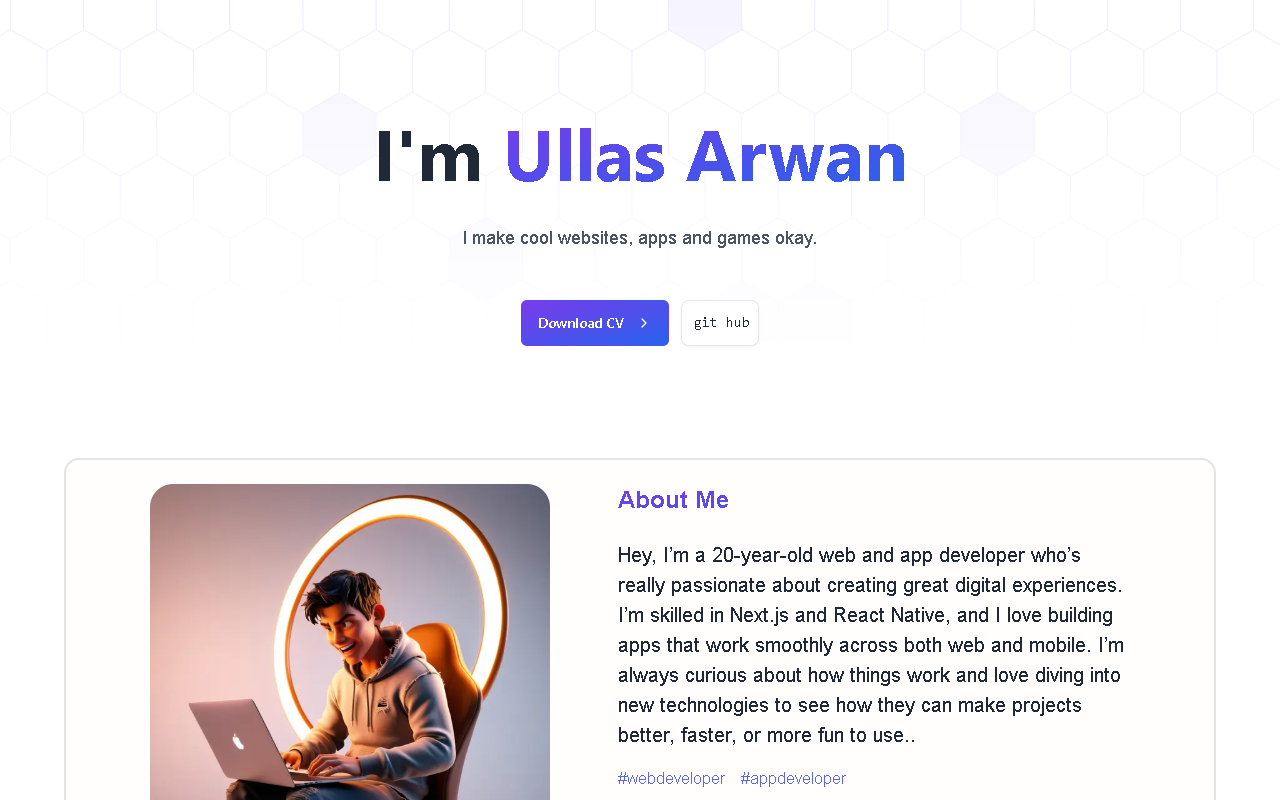 I'm Ullas Arwan
I make cool websites, apps and games okay.
Download CV
git hub
About Me
Hey, I’m a 20-year-old web and app developer who’s
really passionate about creating great digital experiences.
I’m skilled in Next.js and React Native, and I love building
apps that work smoothly across both web and mobile. I’m
always curious about how things work and love diving into
new technologies to see how they can make projects
better, faster, or more fun to use..
#webdeveloper #appdeveloper